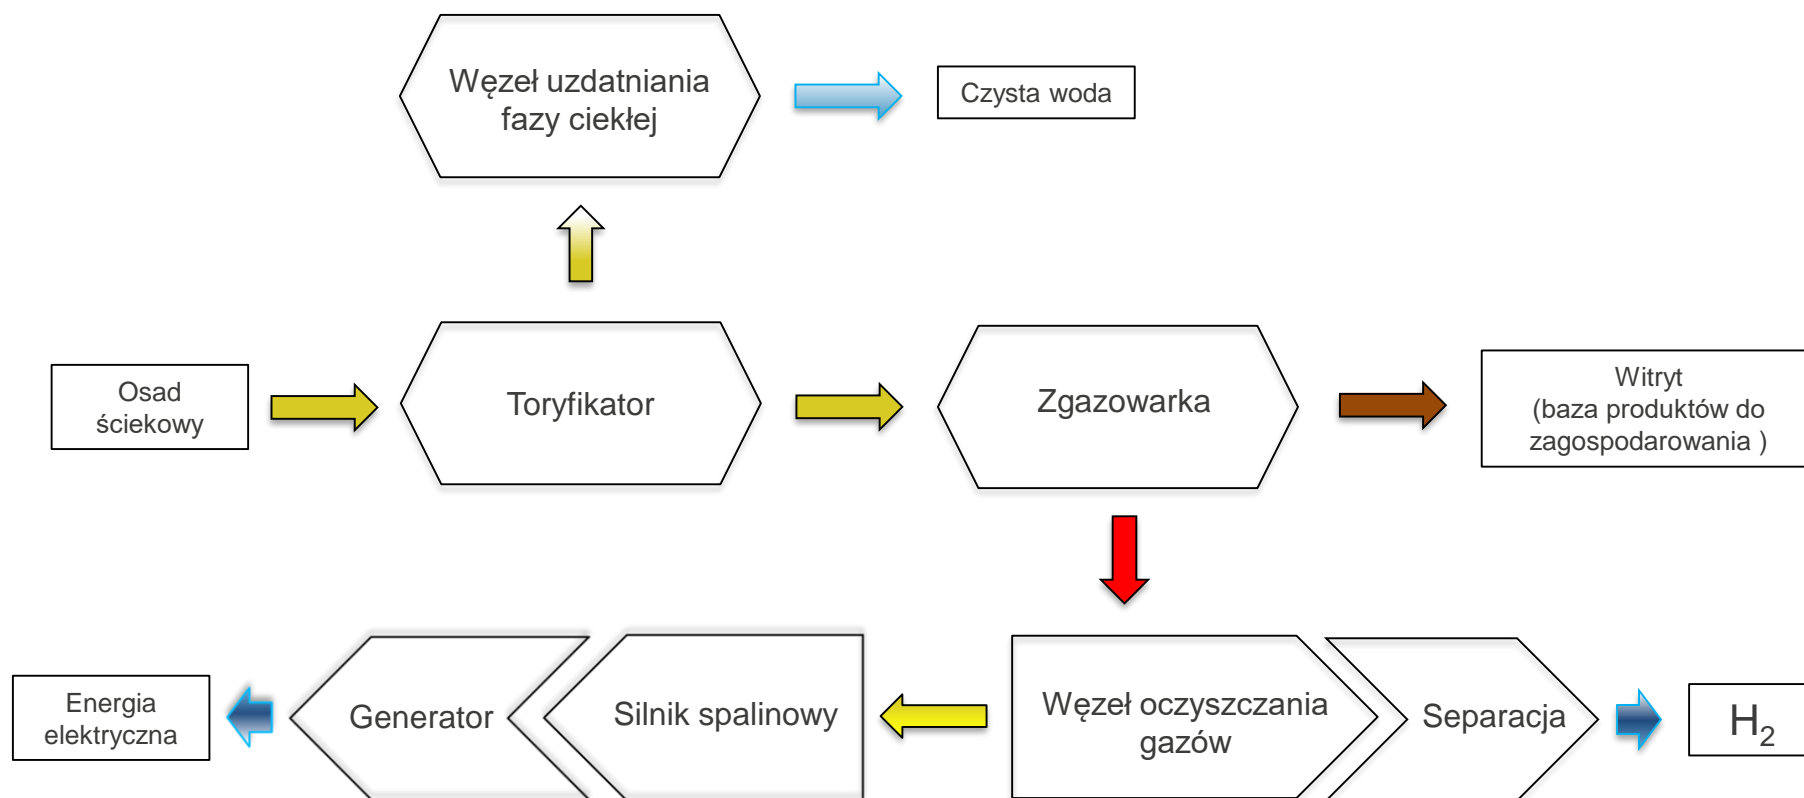 Węzeł uzdatniania
fazy ciekłej
Czysta woda
Osad
ściekowy
Toryfikator
Zgazowarka
Witryt
(baza produktów do
zagospodarowania )
Energia
elektryczna
Generator
Silnik spalinowy
Węzeł oczyszczania
gazów
Separacja
H₂